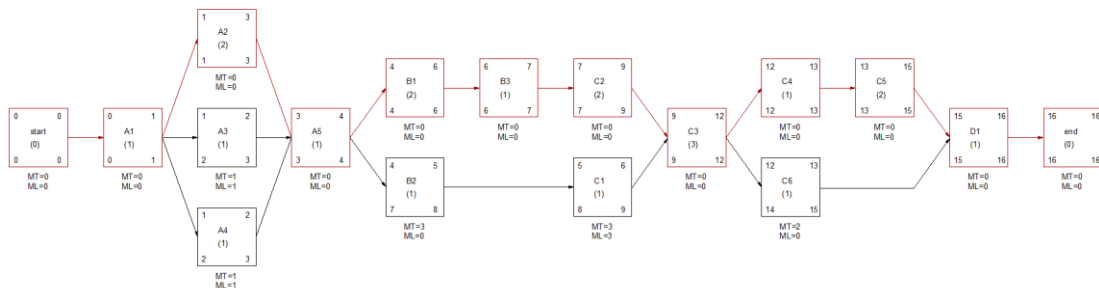 0 0
start
(0)
0 0
MT=0
ML=0
0 1
A1
(1)
0 1
MT=0
ML=0
1 3
A2
(2)
1 3
MT=0
ML=0
1 2
A3
(1)
2 3
MT=1
ML=1
1 2
A4
(1)
2 3
MT=1
ML=1
3 4
A5
(1)
3 4
MT=0
ML=0
4 6
B1
(2)
4 6
MT=0
ML=0
4 5
B2
(1)
7 8
MT=3
ML=0
6 7
B3
(1)
6 7
MT=0
ML=0
7 9
C2
(2)
7 9
MT=0
ML=0
5 6
C1
(1)
8 9
MT=3
ML=3
9 12
C3
(3)
9 12
MT=0
ML=0
12 13
C4
(1)
12 13
MT=0
ML=0
13 15
C5
(2)
13 15
MT=0
ML=0
12 13
C6
(1)
14 15
MT=2
ML=0
15 16
D1
(1)
15 16
MT=0
ML=0
16 16
end
(0)
16 16
MT=0
ML=0